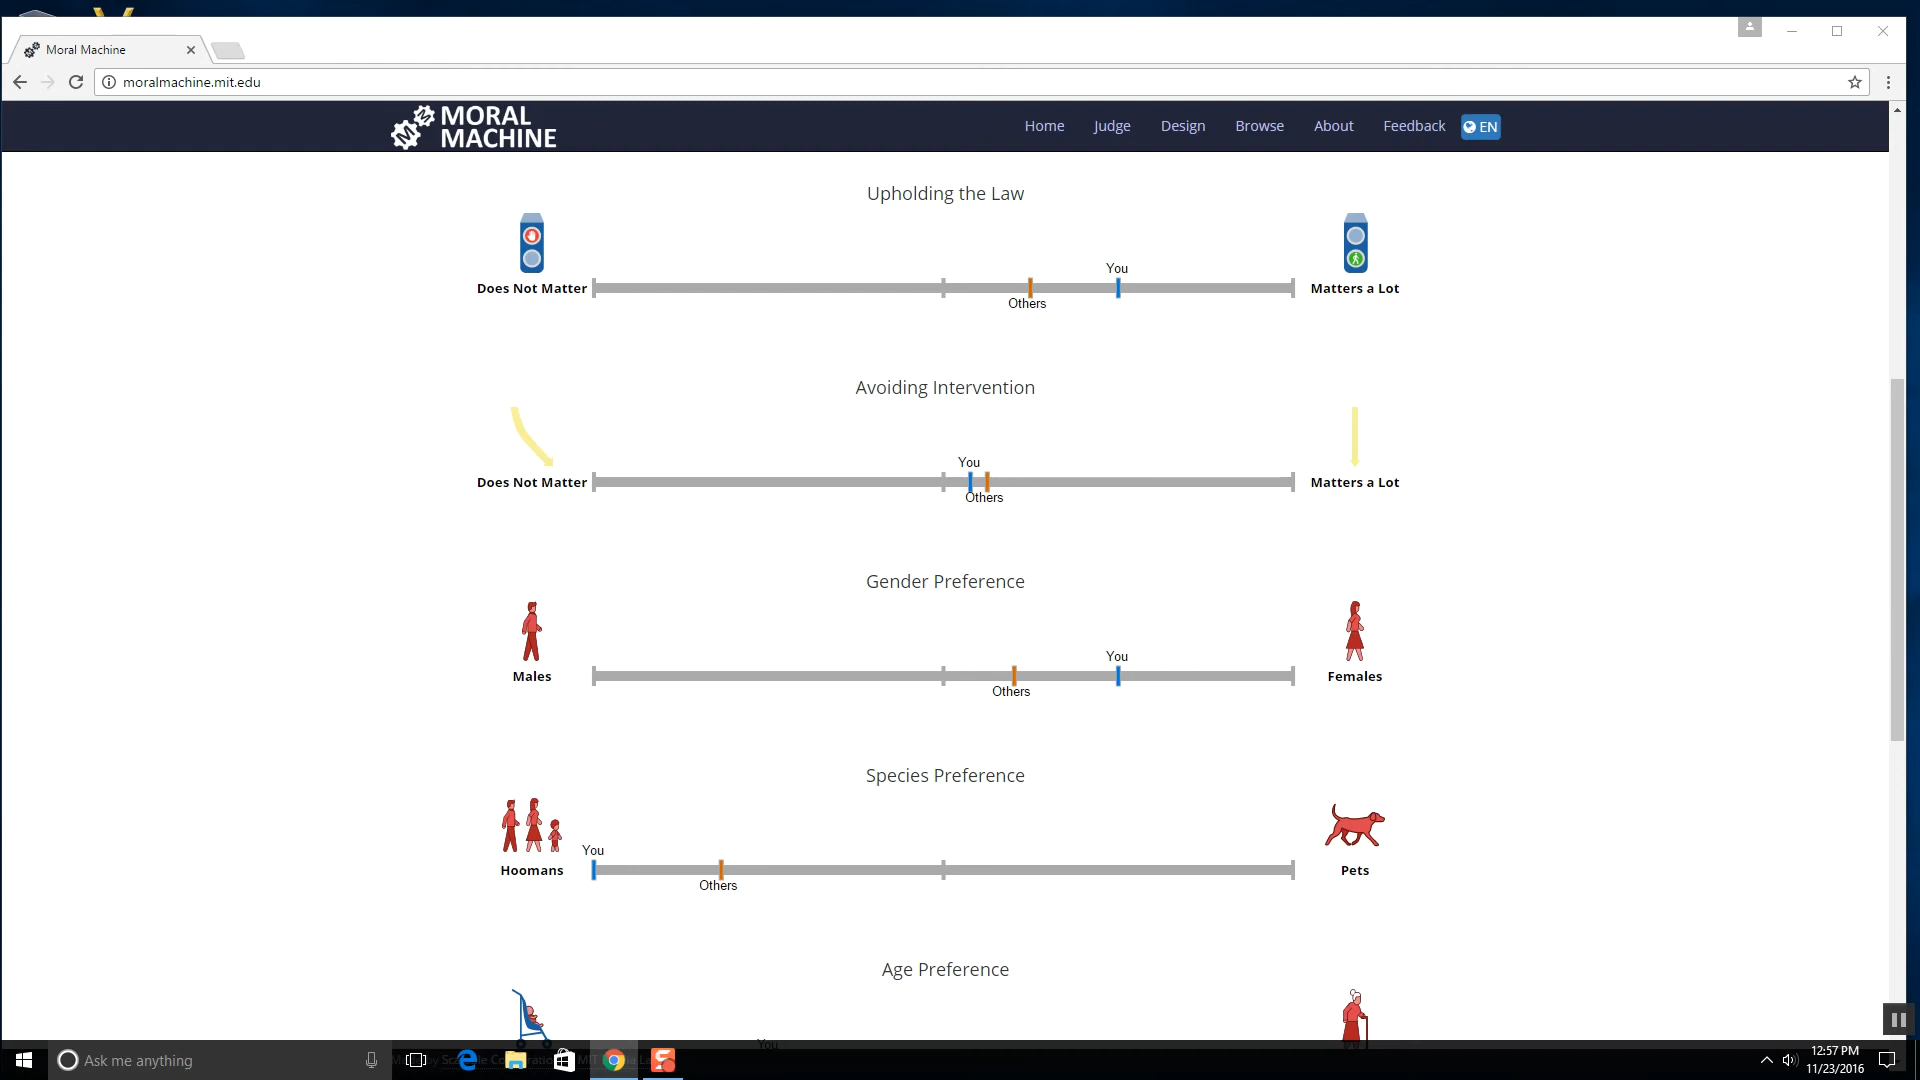 Moral Machine
moralmachine.mit.edu
MORAL
MACHINE
Home Judge Design Browse About Feedback EN
Upholding the Law
You
Does Not Matter Matters a Lot
Others
Avoiding Intervention
You
Does Not Matter Matters a Lot
Others
Gender Preference
You
Males Females
Others
Species Preference
You
Hoomans Pets
Others
Age Preference
You
Ask me anything
12:57 PM
11/23/2016